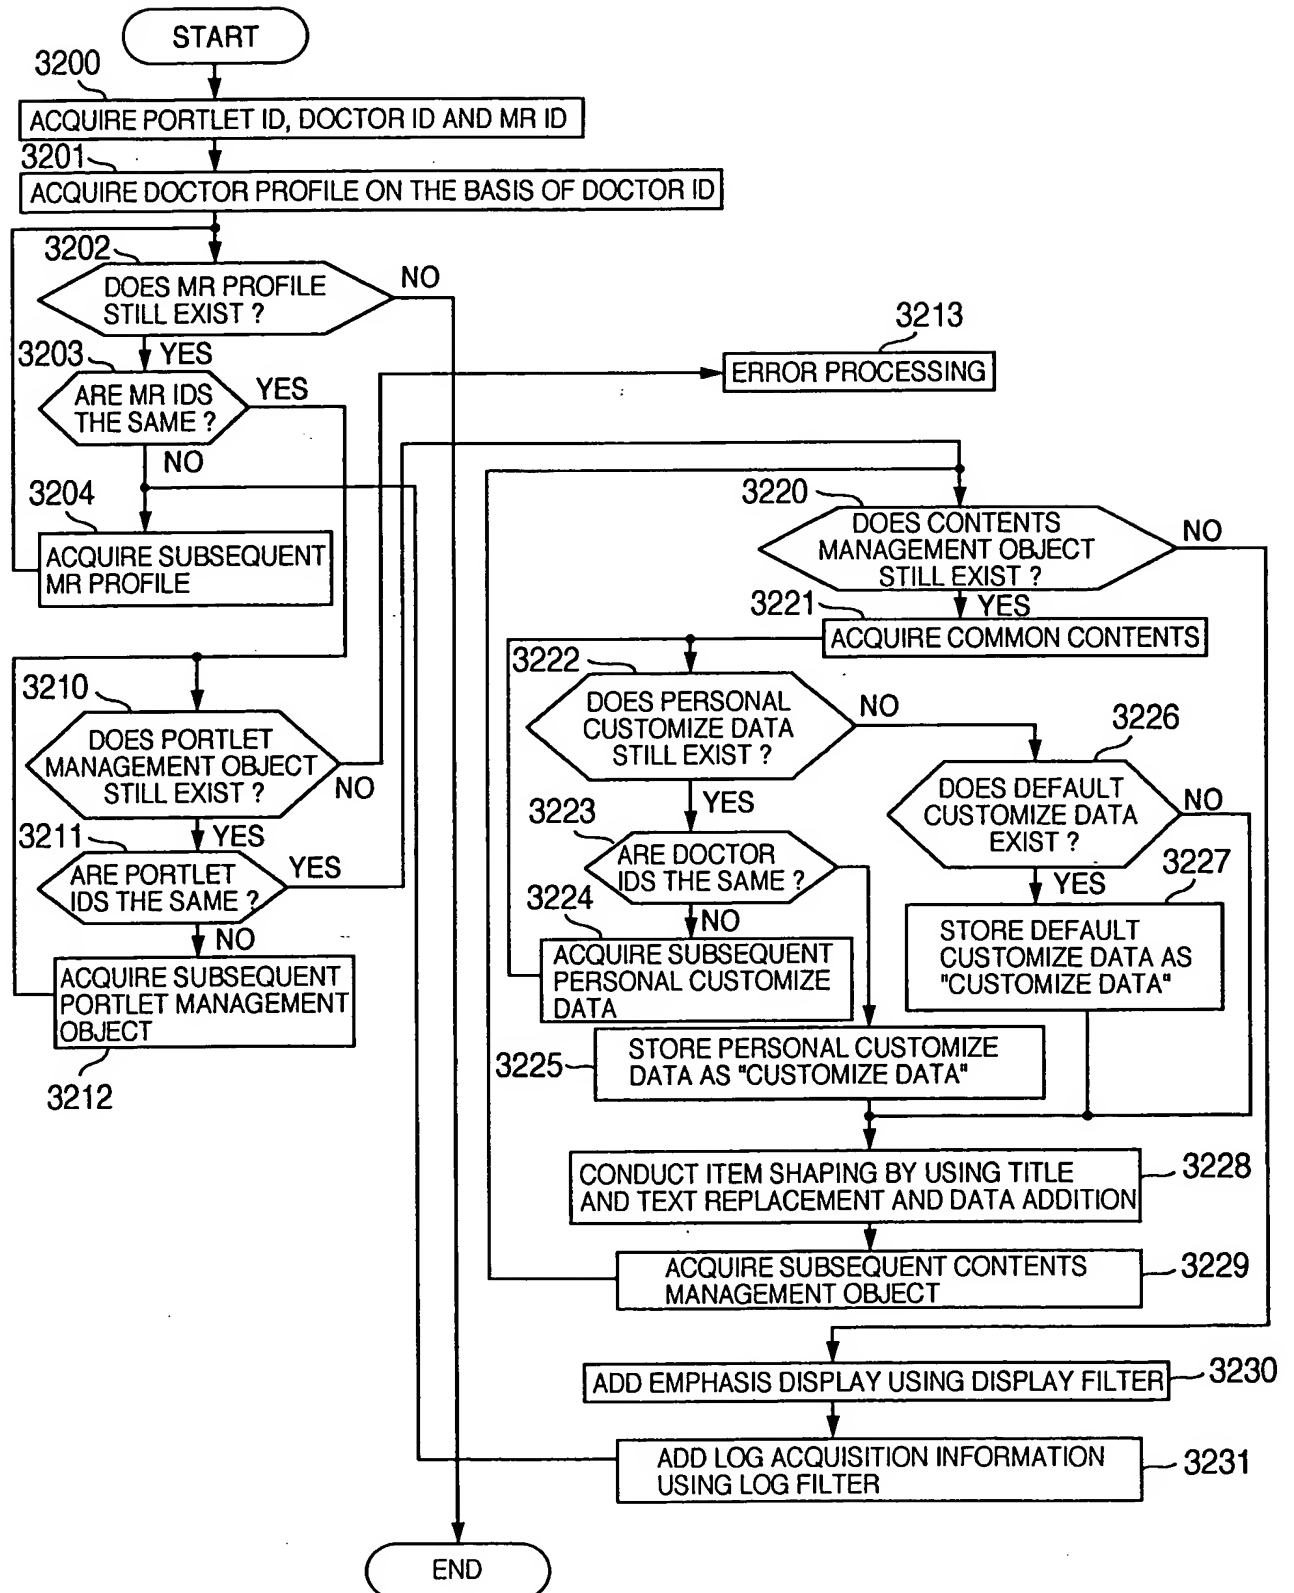 START
3200
ACQUIRE PORTLET ID, DOCTOR ID AND MR ID
3201
ACQUIRE DOCTOR PROFILE ON THE BASIS OF DOCTOR ID
3202
DOES MR PROFILE
STILL EXIST ?
NO
YES
3203
ARE MR IDS
THE SAME ?
YES
NO
3204
ACQUIRE SUBSEQUENT
MR PROFILE
3210
DOES PORTLET
MANAGEMENT OBJECT
STILL EXIST ?
NO
YES
3211
ARE PORTLET
IDS THE SAME ?
YES
NO
ACQUIRE SUBSEQUENT
PORTLET MANAGEMENT
OBJECT
3212
3213
ERROR PROCESSING
3220
DOES CONTENTS
MANAGEMENT OBJECT
STILL EXIST ?
NO
YES
3221
ACQUIRE COMMON CONTENTS
3222
DOES PERSONAL
CUSTOMIZE DATA
STILL EXIST ?
NO
YES
3223
ARE DOCTOR
IDS THE SAME ?
NO
3224
ACQUIRE SUBSEQUENT
PERSONAL CUSTOMIZE
DATA
3226
DOES DEFAULT
CUSTOMIZE DATA
EXIST ?
NO
YES
3227
STORE DEFAULT
CUSTOMIZE DATA AS
"CUSTOMIZE DATA"
3225
STORE PERSONAL CUSTOMIZE
DATA AS "CUSTOMIZE DATA"
CONDUCT ITEM SHAPING BY USING TITLE
AND TEXT REPLACEMENT AND DATA ADDITION
3228
ACQUIRE SUBSEQUENT CONTENTS
MANAGEMENT OBJECT
3229
ADD EMPHASIS DISPLAY USING DISPLAY FILTER
3230
ADD LOG ACQUISITION INFORMATION
USING LOG FILTER
3231
END